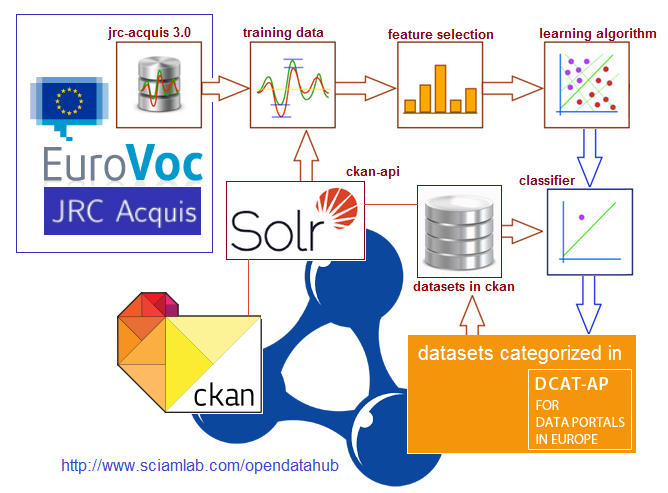 jrc-acquis 3.0
training data
feature selection
learning algorithm
EuroVoc
JRC Acquis
ckan-api
classifier
Solr
datasets in ckan
ckan
datasets categorized in
DCAT-AP
FOR
DATA PORTALS
IN EUROPE
http://www.sciamlab.com/opendatahub